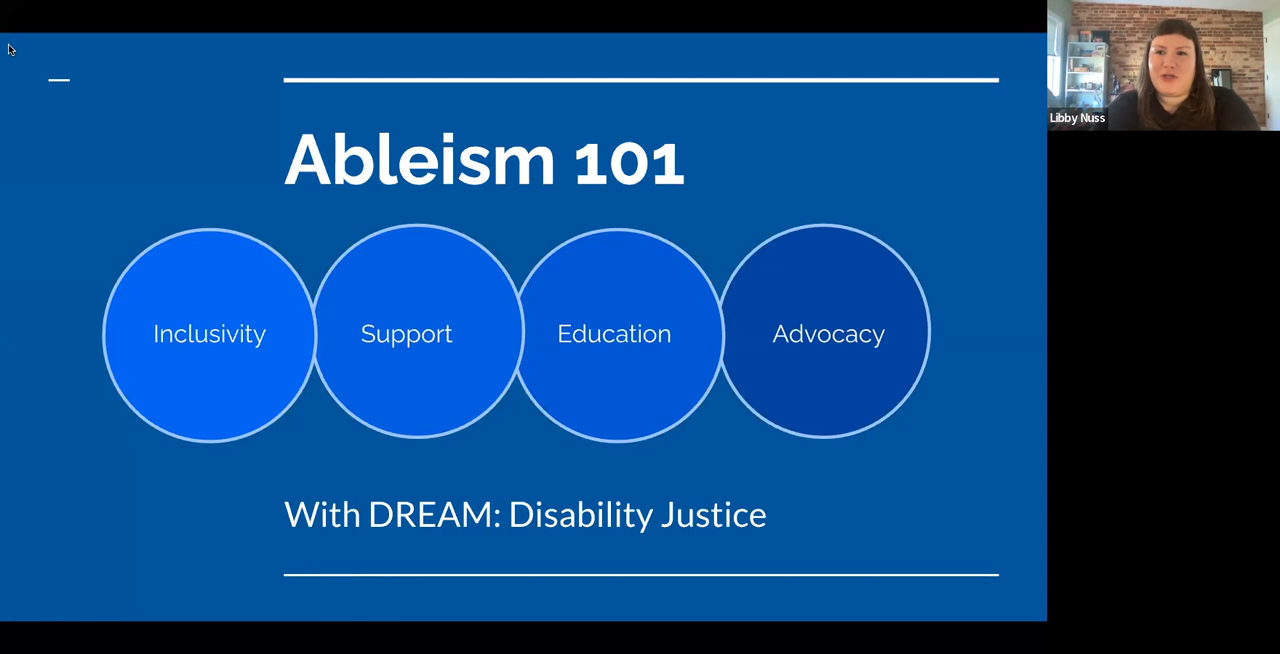 Ableism 101
Inclusivity
Support
Education
Advocacy
With DREAM: Disability Justice
Libby Nuss